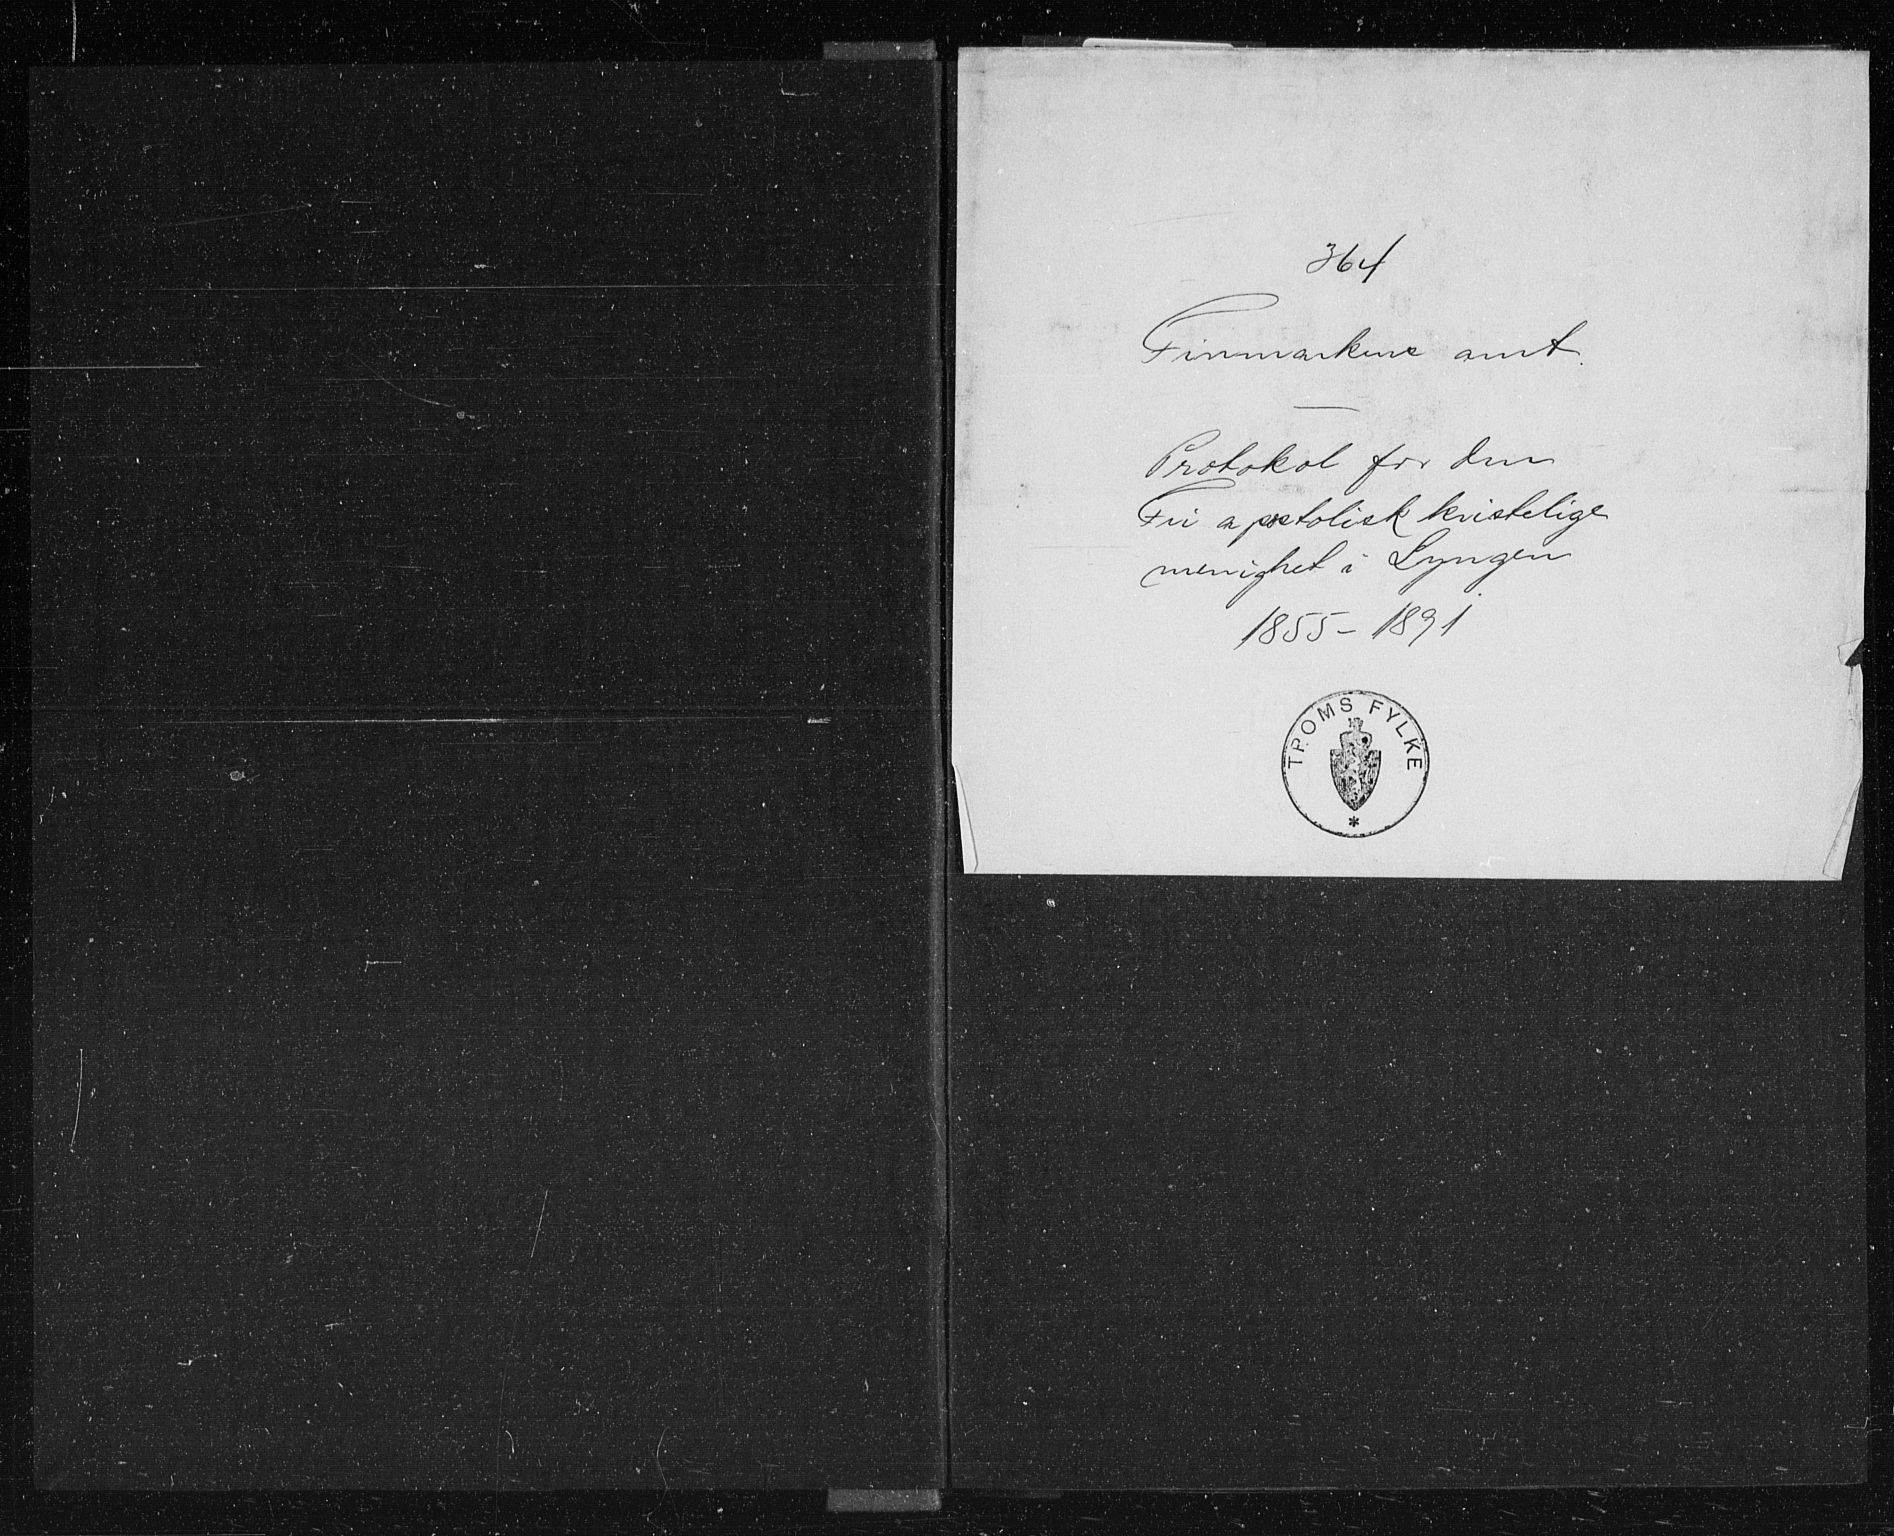 364
Finmarkens amt.
Protokol for den
Fri apostolisk kristelige
menighet i Lyngen
1855-1891
TROMS FYLKE
*